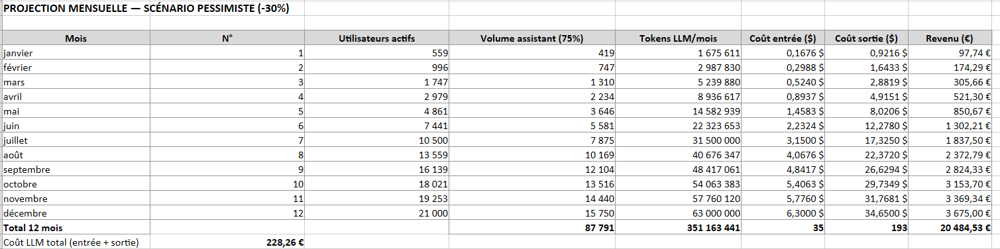 PROJECTION MENSUELLE — SCÉNARIO PESSIMISTE (-30%)
Mois N° Utilisateurs actifs Volume assistant (75%) Tokens LLM/mois Coût entrée ($) Coût sortie ($) Revenu (€)
janvier 1 559 419 1 675 611 0,1676 $ 0,9216 $ 97,74 €
février 2 996 747 2 987 830 0,2988 $ 1,6433 $ 174,29 €
mars 3 1 747 1 310 5 239 880 0,5240 $ 2,8819 $ 305,66 €
avril 4 2 979 2 234 8 936 617 0,8937 $ 4,9151 $ 521,30 €
mai 5 4 861 3 646 14 582 939 1,4583 $ 8,0206 $ 850,67 €
juin 6 7 441 5 581 22 323 653 2,2324 $ 12,2780 $ 1 302,21 €
juillet 7 10 500 7 875 31 500 000 3,1500 $ 17,3250 $ 1 837,50 €
août 8 13 559 10 169 40 676 347 4,0676 $ 22,3720 $ 2 372,79 €
septembre 9 16 139 12 104 48 417 061 4,8417 $ 26,6294 $ 2 824,33 €
octobre 10 18 021 13 516 54 063 383 5,4063 $ 29,7349 $ 3 153,70 €
novembre 11 19 253 14 440 57 760 120 5,7760 $ 31,7681 $ 3 369,34 €
décembre 12 21 000 15 750 63 000 000 6,3000 $ 34,6500 $ 3 675,00 €
Total 12 mois 87 791 351 163 441 35 193 20 484,53 €
Coût LLM total (entrée + sortie) 228,26 €